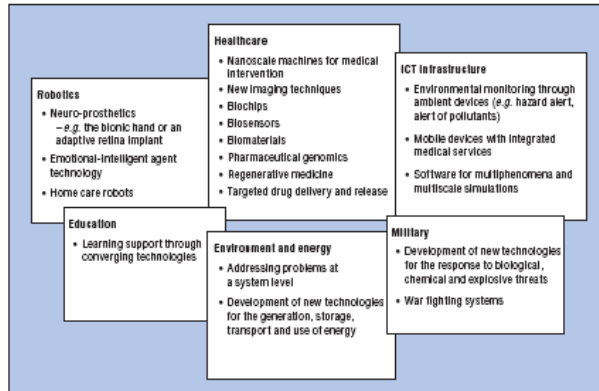 Healthcare
• Nanoscale machines for medical
intervention
• New imaging techniques
• Biochips
• Biosensors
• Biomaterials
• Pharmaceutical genomics
• Regenerative medicine
• Targeted drug delivery and release
Robotics
• Neuro-prosthetics
– e.g. the bionic hand or an
adaptive retina implant
• Emotional-intelligent agent
technology
• Home care robots
ICT Infrastructure
• Environmental monitoring through
ambient devices (e.g. hazard alert,
alert of pollutants)
• Mobile devices with integrated
medical services
• Software for multiphenomena and
multiscale simulations
Education
• Learning support through
converging technologies
Environment and energy
• Addressing problems at
a system level
• Development of new technologies
for the generation, storage,
transport and use of energy
Military
• Development of new technologies
for the response to biological,
chemical and explosive threats
• War fighting systems